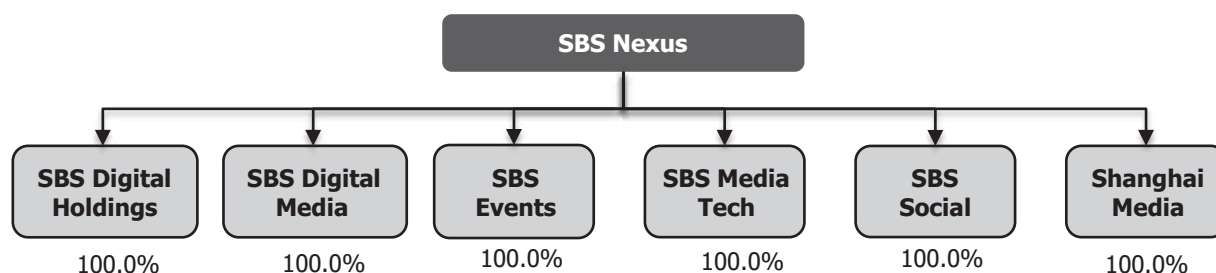 SBS Nexus
SBS Digital
Holdings
SBS Digital
Media
SBS
Events
SBS Media
Tech
SBS
Social
Shanghai
Media
100.0%
100.0%
100.0%
100.0%
100.0%
100.0%